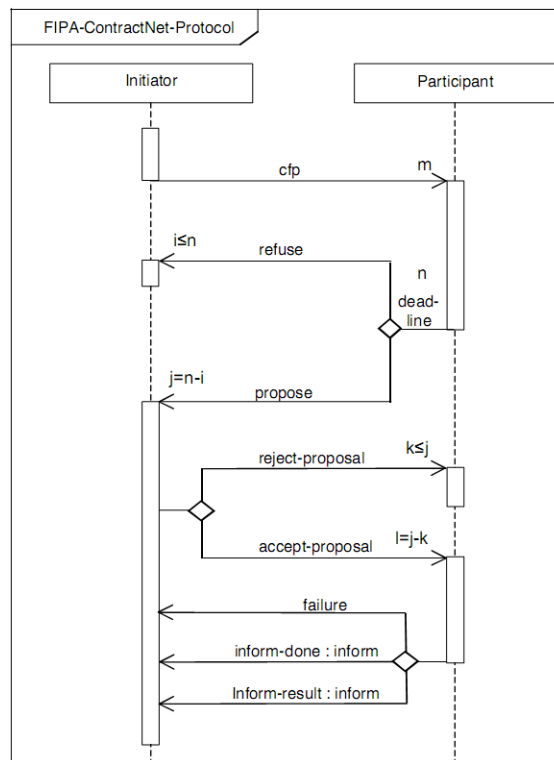 FIPA-ContractNet-Protocol
Initiator
Participant
cfp
m
i≤n
refuse
n
dead-
line
j=n-i
propose
reject-proposal
k≤j
accept-proposal
l=j-k
failure
inform-done : inform
Inform-result : inform